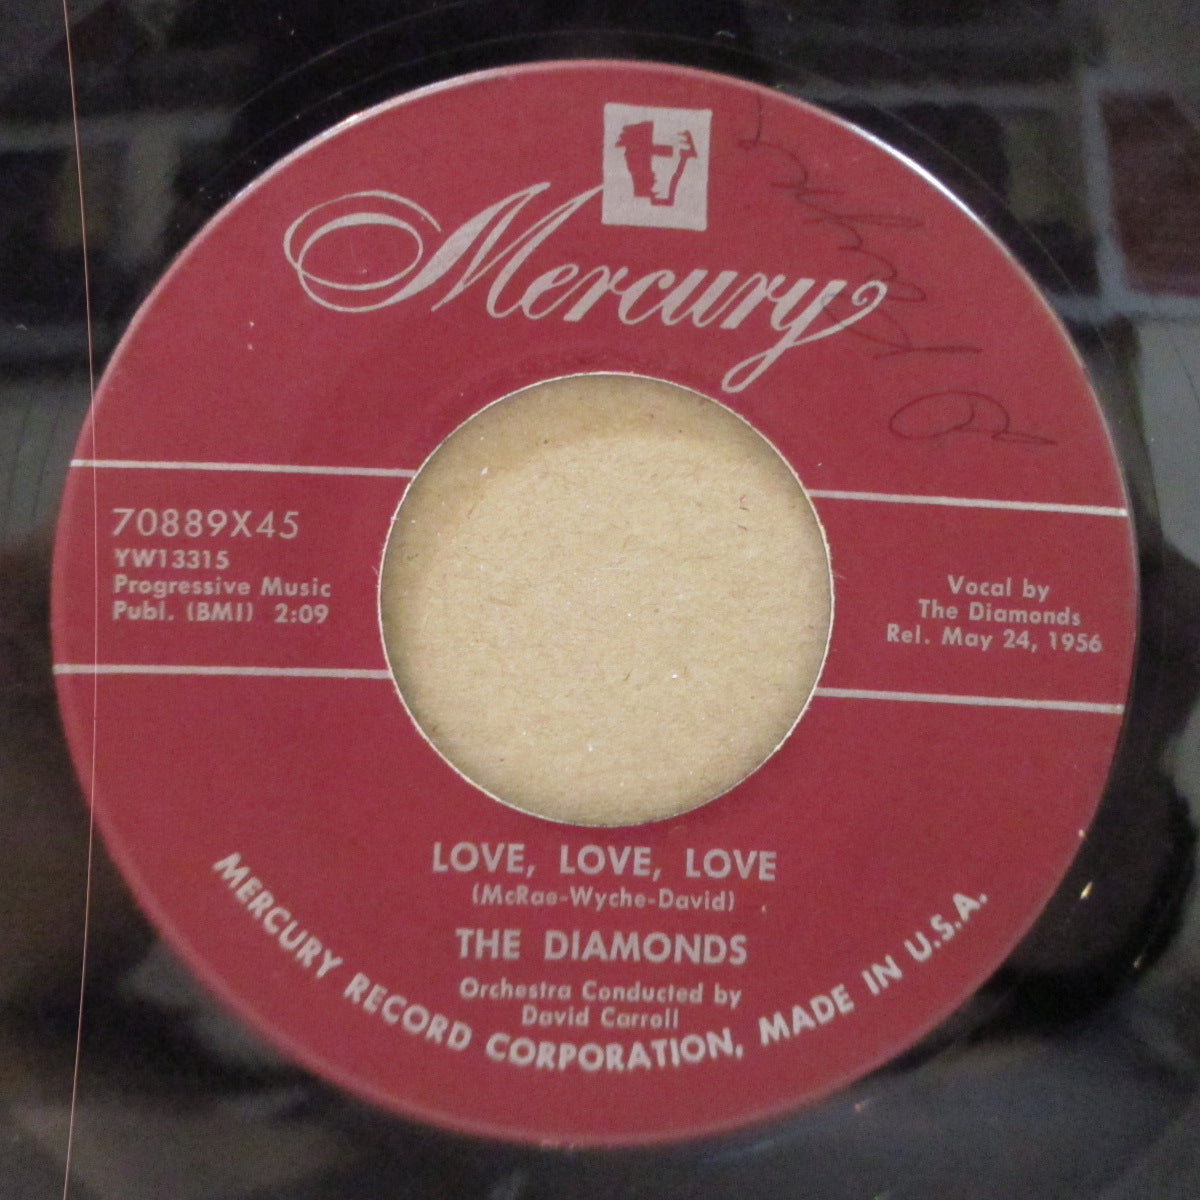 Mercury
70889X45
YW13315
Progressive Music
Publ. (BMI) 2:09
Vocal by
The Diamonds
Rel. May 24, 1956
LOVE, LOVE, LOVE
(McRae-Wyche-David)
THE DIAMONDS
Orchestra Conducted by
David Carroll
MERCURY RECORD CORPORATION, MADE IN U.S.A.